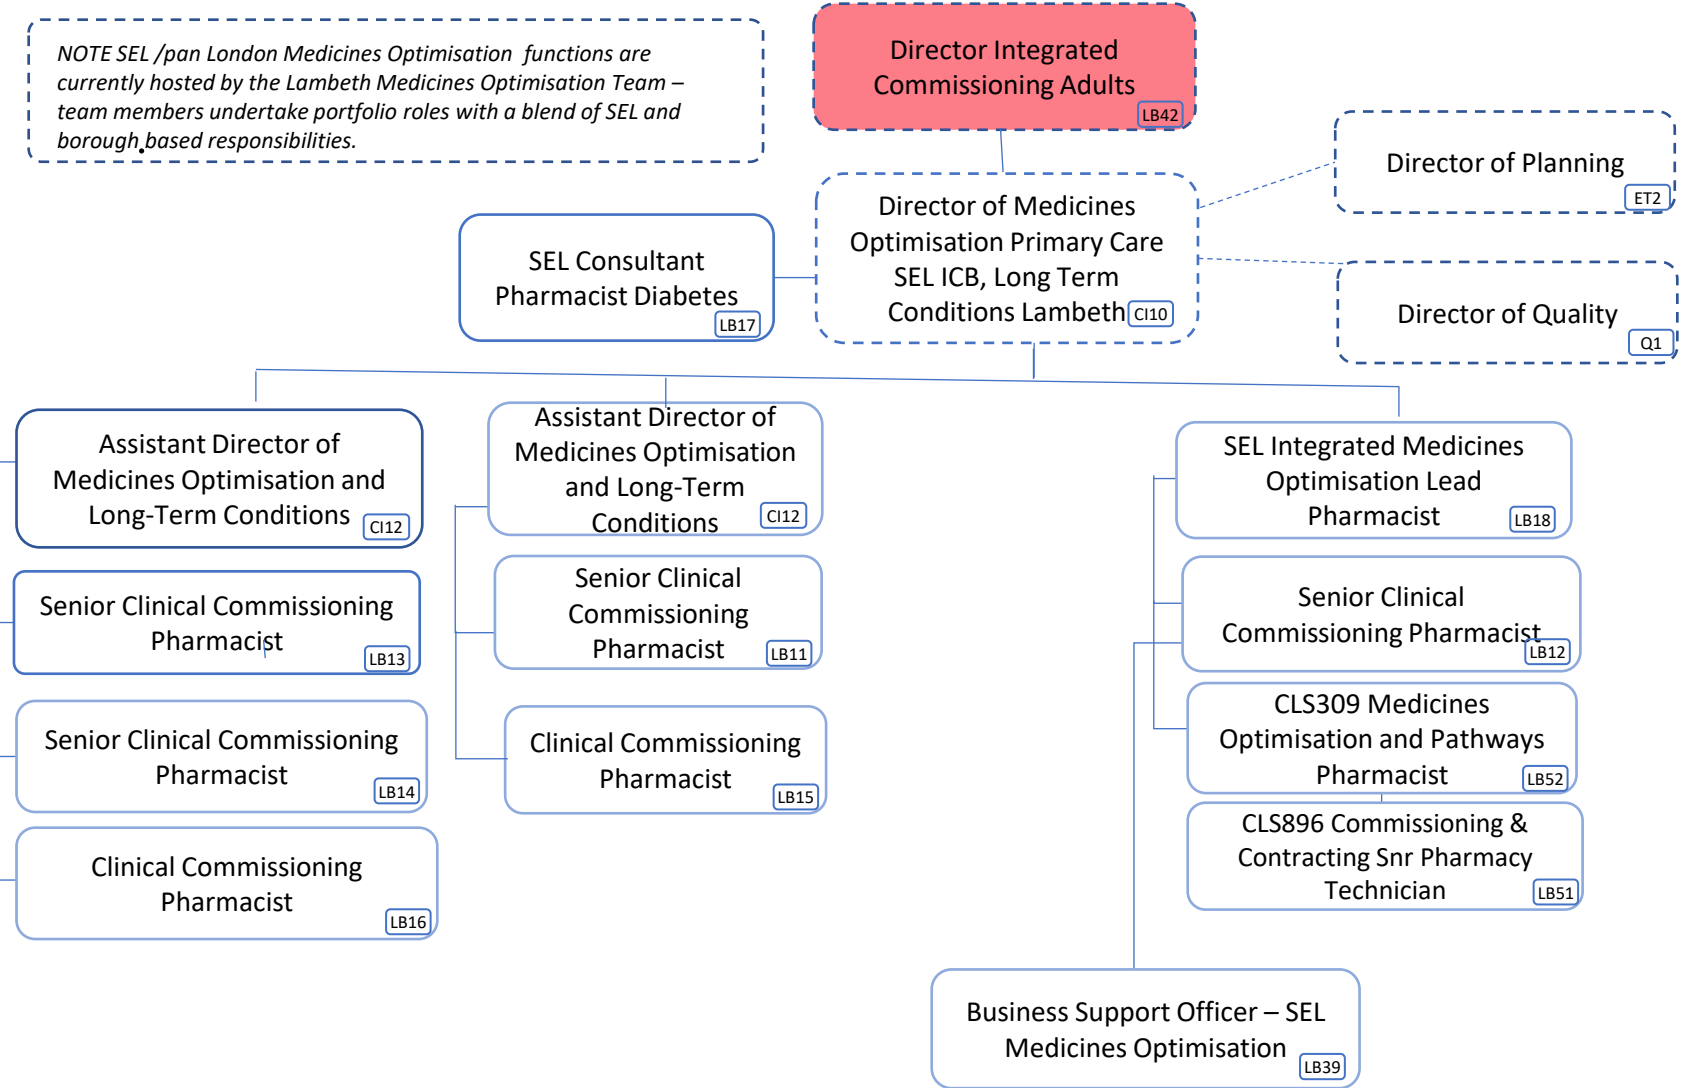 NOTE SEL /pan London Medicines Optimisation functions are
currently hosted by the Lambeth Medicines Optimisation Team –
team members undertake portfolio roles with a blend of SEL and
borough based responsibilities.
Director Integrated
Commissioning Adults
LB42
Director of Planning
ET2
Director of Medicines
Optimisation Primary Care
SEL ICB, Long Term
Conditions Lambeth
CI10
SEL Consultant
Pharmacist Diabetes
LB17
Director of Quality
Q1
Assistant Director of
Medicines Optimisation and
Long-Term Conditions
CI12
Senior Clinical Commissioning
Pharmacist
LB13
Senior Clinical Commissioning
Pharmacist
LB14
Clinical Commissioning
Pharmacist
LB16
Assistant Director of
Medicines Optimisation
and Long-Term
Conditions
CI12
Senior Clinical
Commissioning
Pharmacist
LB11
Clinical Commissioning
Pharmacist
LB15
SEL Integrated Medicines
Optimisation Lead
Pharmacist
LB18
Senior Clinical
Commissioning Pharmacist
LB12
CLS309 Medicines
Optimisation and Pathways
Pharmacist
LB52
CLS896 Commissioning &
Contracting Snr Pharmacy
Technician
LB51
Business Support Officer – SEL
Medicines Optimisation
LB39